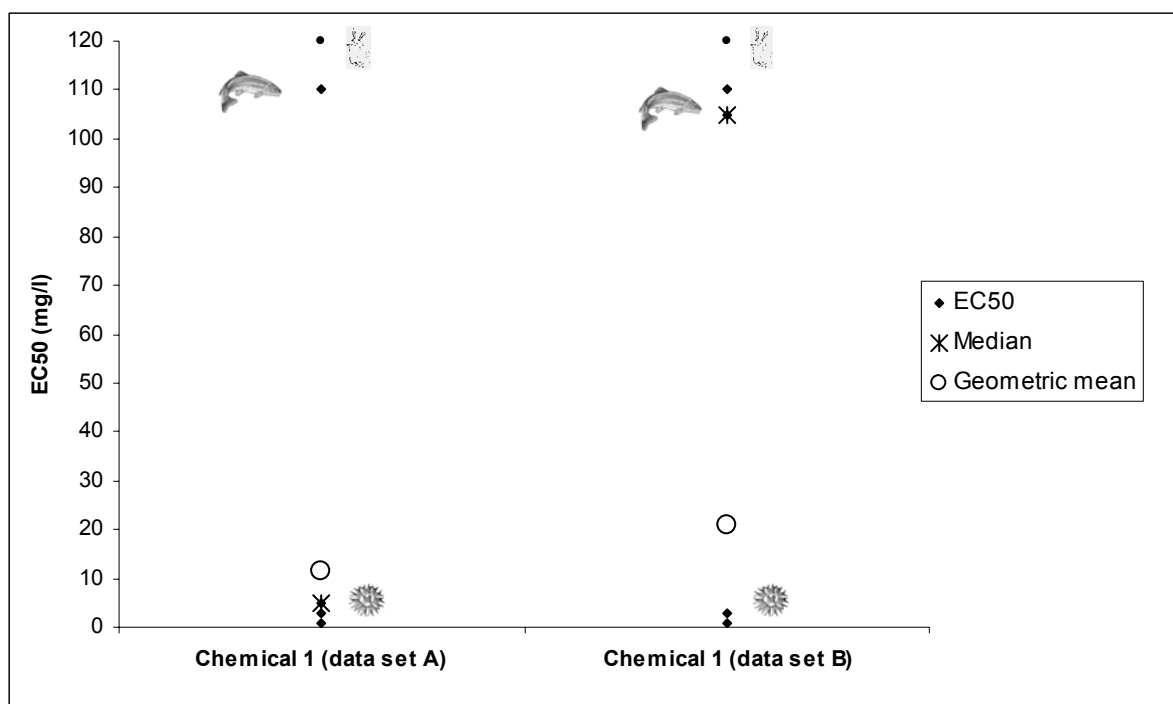 120
110
100
90
80
70
60
50
40
30
20
10
0
EC50 (mg/l)
Chemical 1 (data set A)
Chemical 1 (data set B)
EC50
Median
Geometric mean